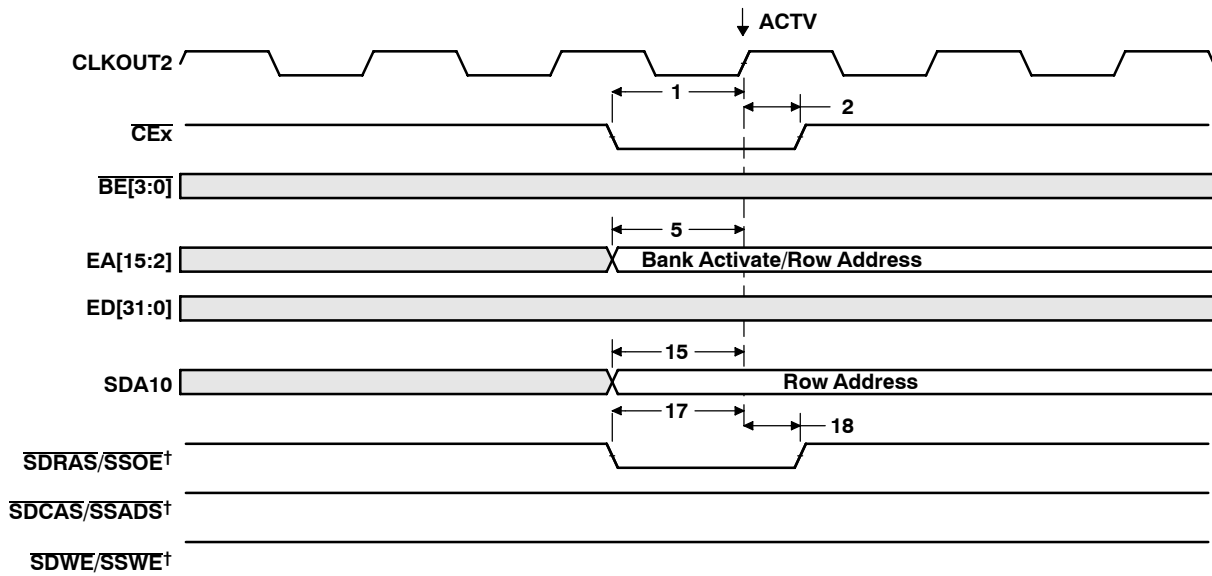 ACTV
CLKOUT2
1
2
CEx
BE[3:0]
5
EA[15:2]
Bank Activate/Row Address
ED[31:0]
15
SDA10
Row Address
17
18
SDRAS/SSOE†
SDCAS/SSADS†
SDWE/SSWE†